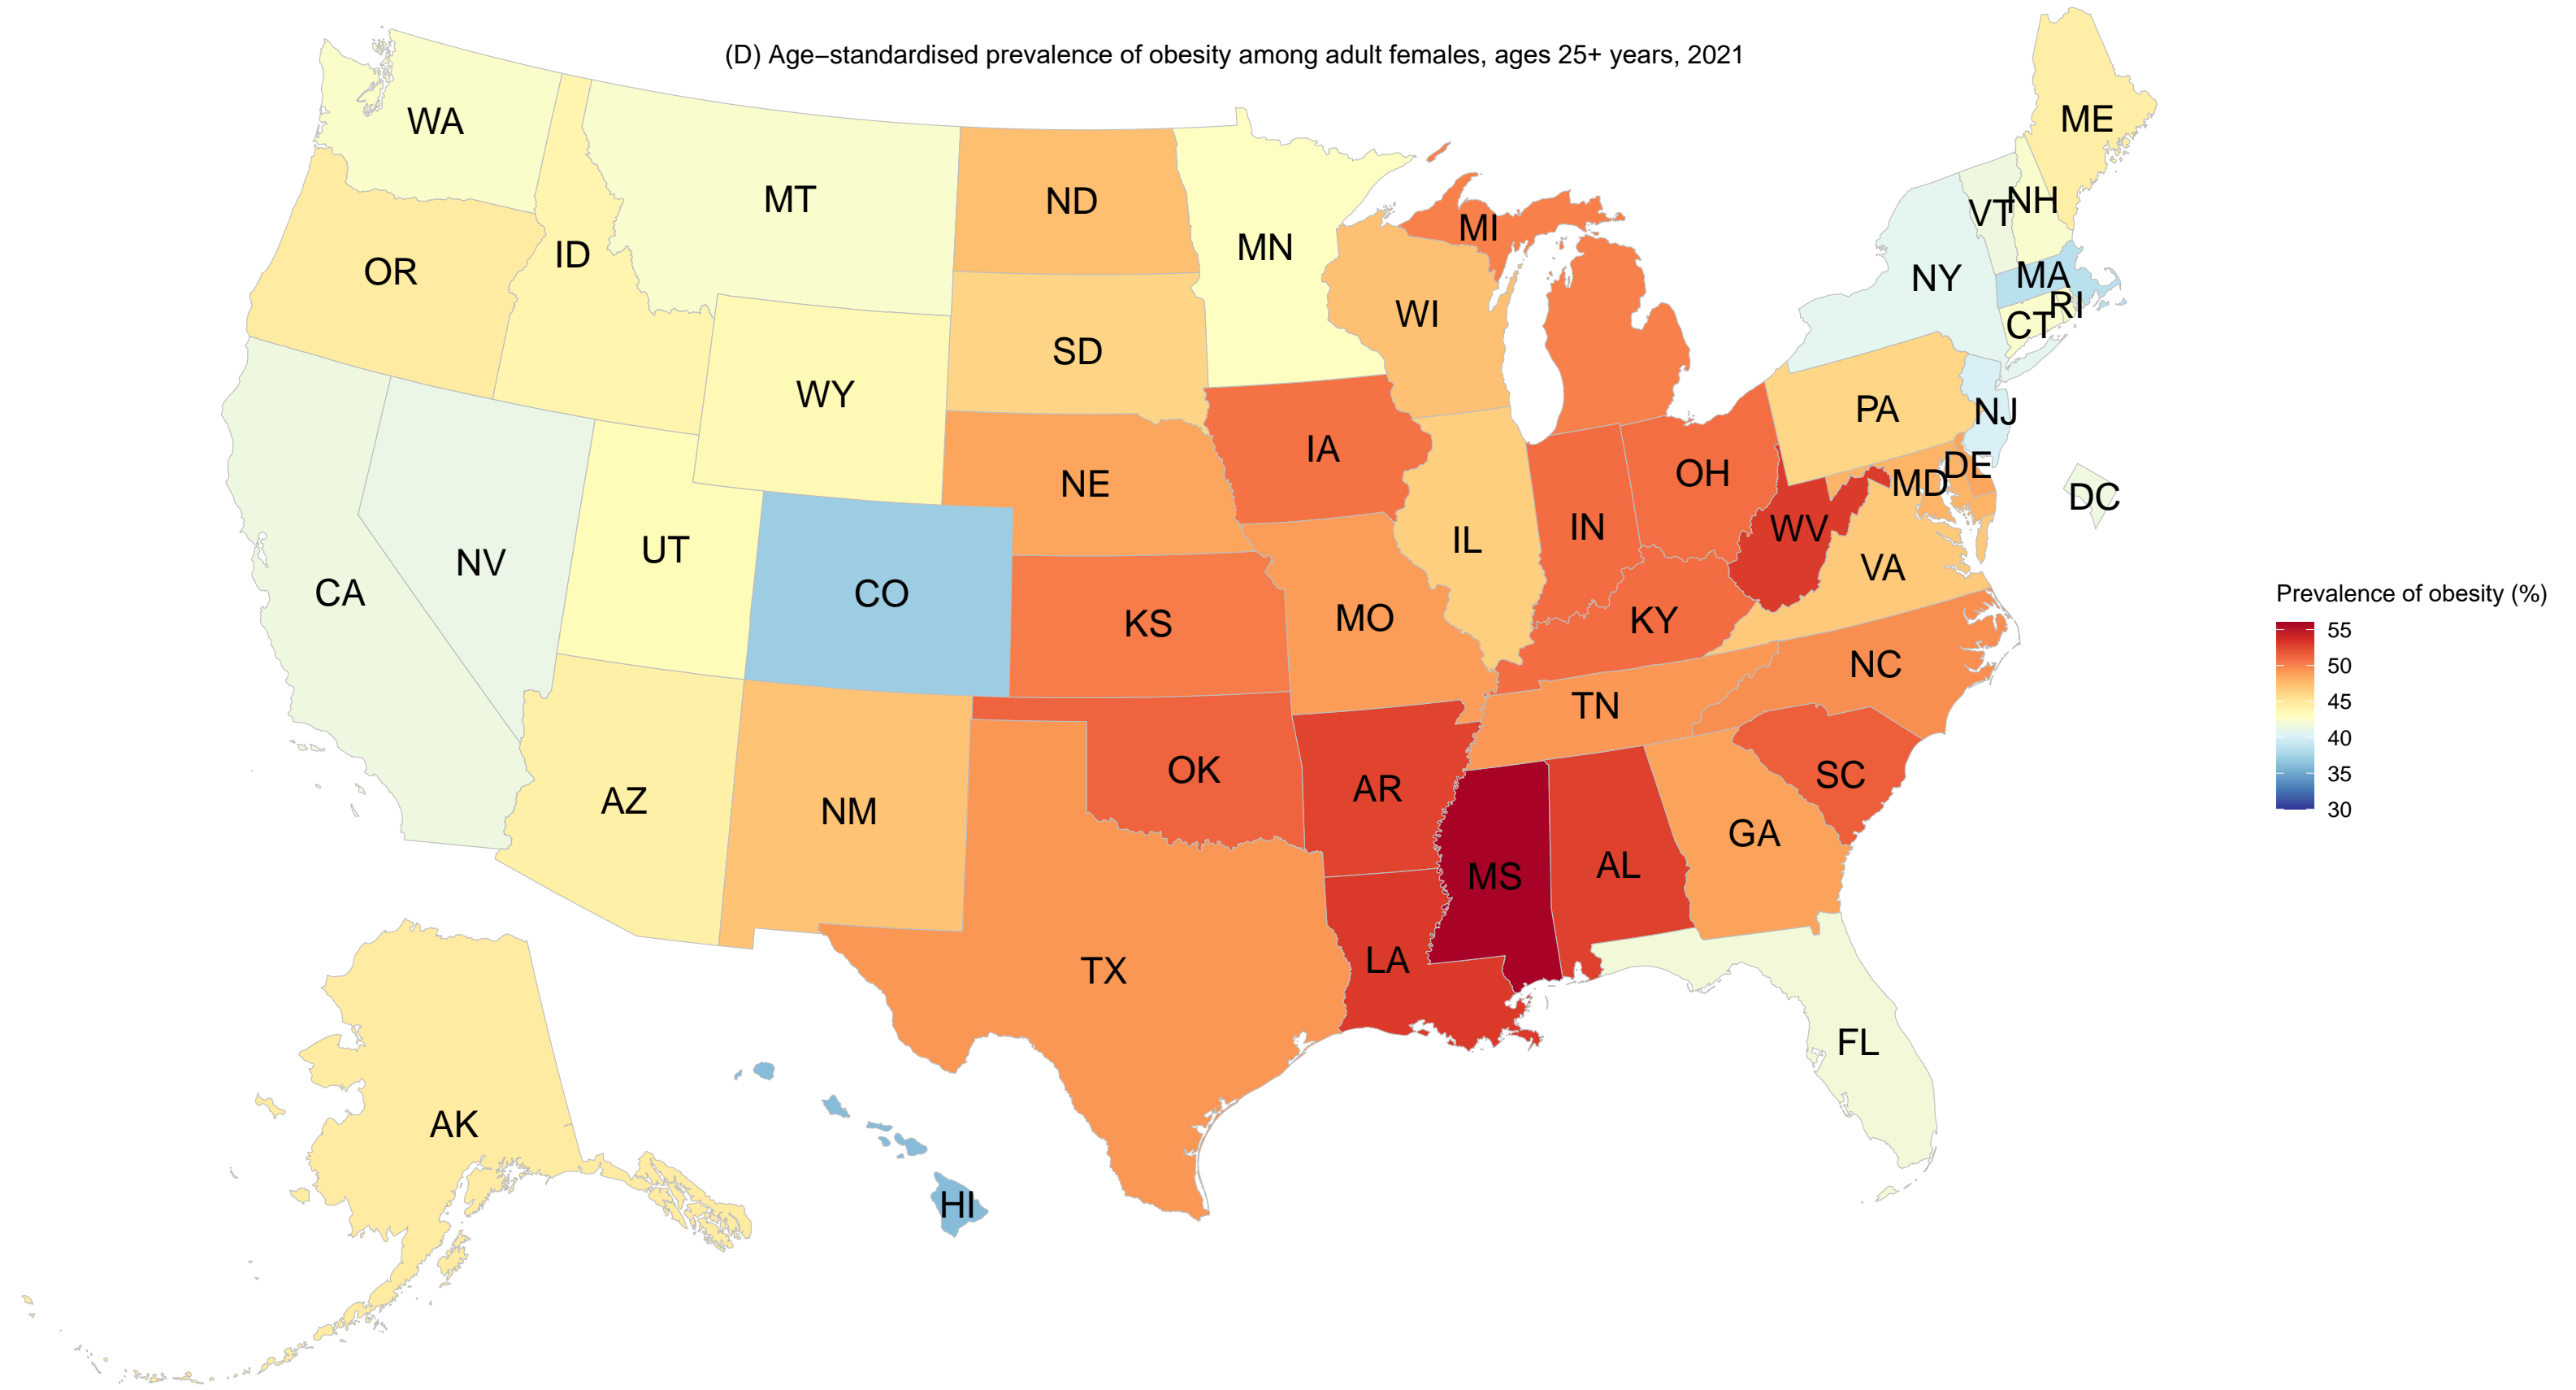 (D) Age−standardised prevalence of obesity among adult females, ages 25+ years, 2021
WA
ME
MT
ND
VT
NH
MI
MN
ID
OR
NY
MA
RI
WI
CT
SD
WY
PA
NJ
IA
NE
OH
MD
DE
DC
IN
WV
UT
IL
NV
VA
CA
CO
KS
MO
KY
NC
TN
OK
SC
AZ
NM
AR
GA
MS
AL
LA
TX
FL
AK
HI
Prevalence of obesity (%)
55
50
45
40
35
30